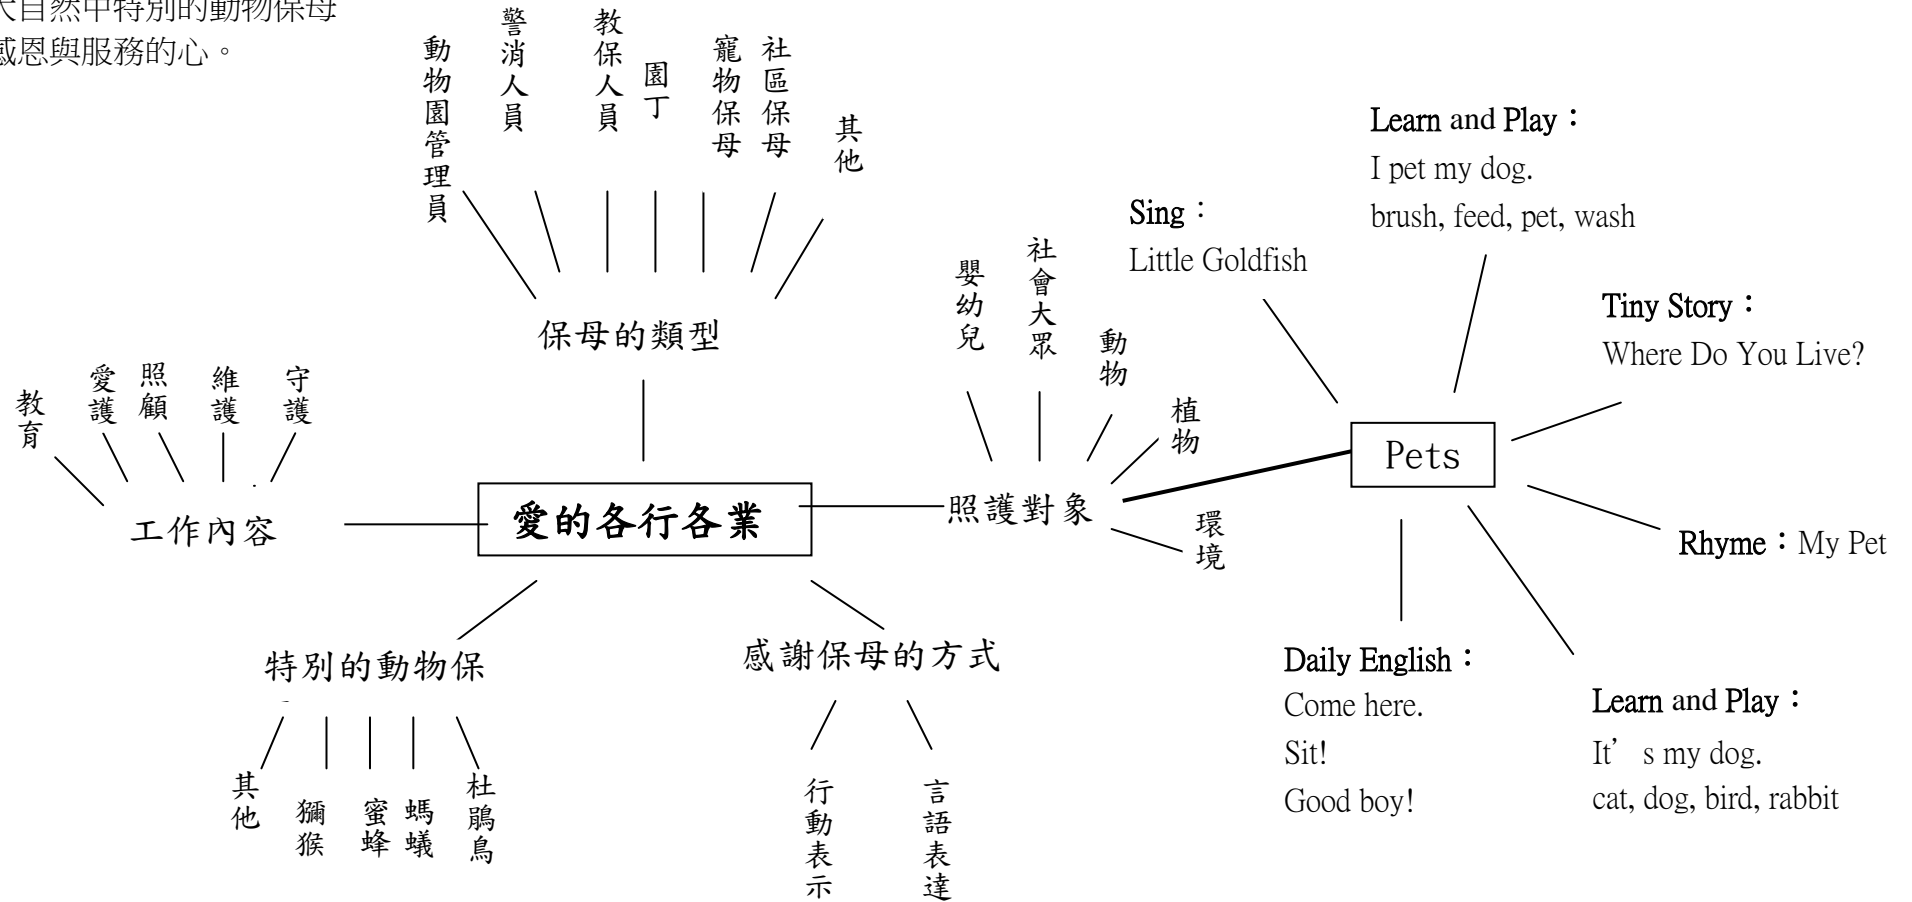 大自然中特別的動物保母
感恩與服務的心。
動物園管理員
警消人員
教保人員
園丁
寵物保母
社區保母
其他
保母的類型
教育
愛護
照顧
維護
守護
工作內容
愛的各行各業
嬰幼兒
社會大眾
動物
植物
環境
照護對象
特別的動物保
其他
獼猴
蜜蜂
螞蟻
杜鵑鳥
感謝保母的方式
行動表示
言語表達
Pets
Sing：
Little Goldfish
Learn and Play：
I pet my dog.
brush, feed, pet, wash
Tiny Story：
Where Do You Live?
Rhyme：My Pet
Learn and Play：
It’s my dog.
cat, dog, bird, rabbit
Daily English：
Come here.
Sit!
Good boy!